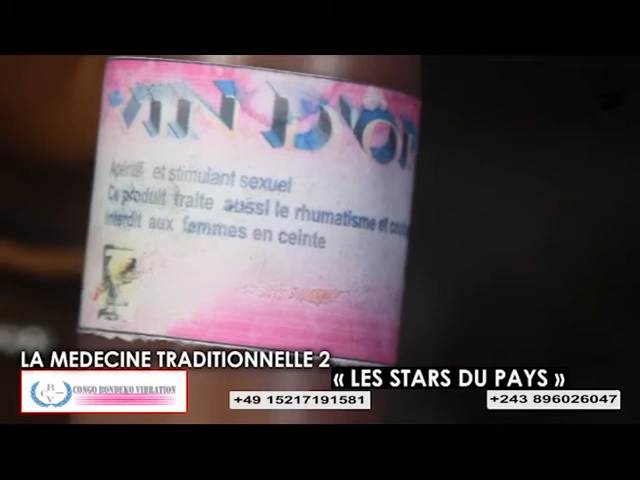 VIN D'OR
Apéritif et stimulant sexuel
Ce produit traite aussi le rhumatisme et
interdit aux femmes en ceinte
LA MEDECINE TRADITIONNELLE 2
« LES STARS DU PAYS »
BCV
CONGO BONDEKO VIBRATION
+49 15217191581
+243 896026047